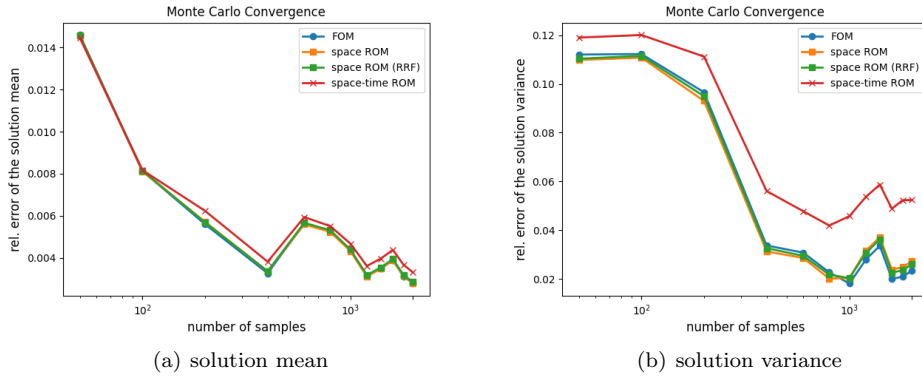 Monte Carlo Convergence
FOM
space ROM
space ROM (RRF)
space-time ROM
rel. error of the solution mean
0.014
0.012
0.010
0.008
0.006
0.004
10²
10³
number of samples
(a) solution mean
Monte Carlo Convergence
FOM
space ROM
space ROM (RRF)
space-time ROM
rel. error of the solution variance
0.12
0.10
0.08
0.06
0.04
0.02
10²
10³
number of samples
(b) solution variance